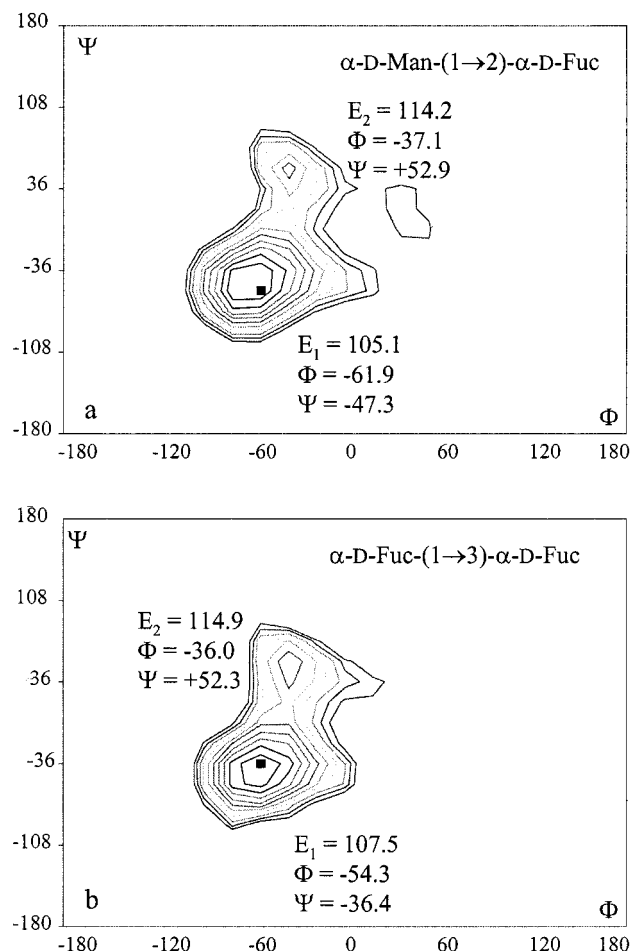 180
Ψ
α-D-Man-(1→2)-α-D-Fuc
108
E2 = 114.2
Φ = -37.1
Ψ = +52.9
36
-36
E1 = 105.1
Φ = -61.9
Ψ = -47.3
-108
a
Φ
-180
-180 -120 -60 0 60 120 180
180
Ψ
α-D-Fuc-(1→3)-α-D-Fuc
108
E2 = 114.9
Φ = -36.0
Ψ = +52.3
36
-36
E1 = 107.5
Φ = -54.3
Ψ = -36.4
-108
b
Φ
-180
-180 -120 -60 0 60 120 180